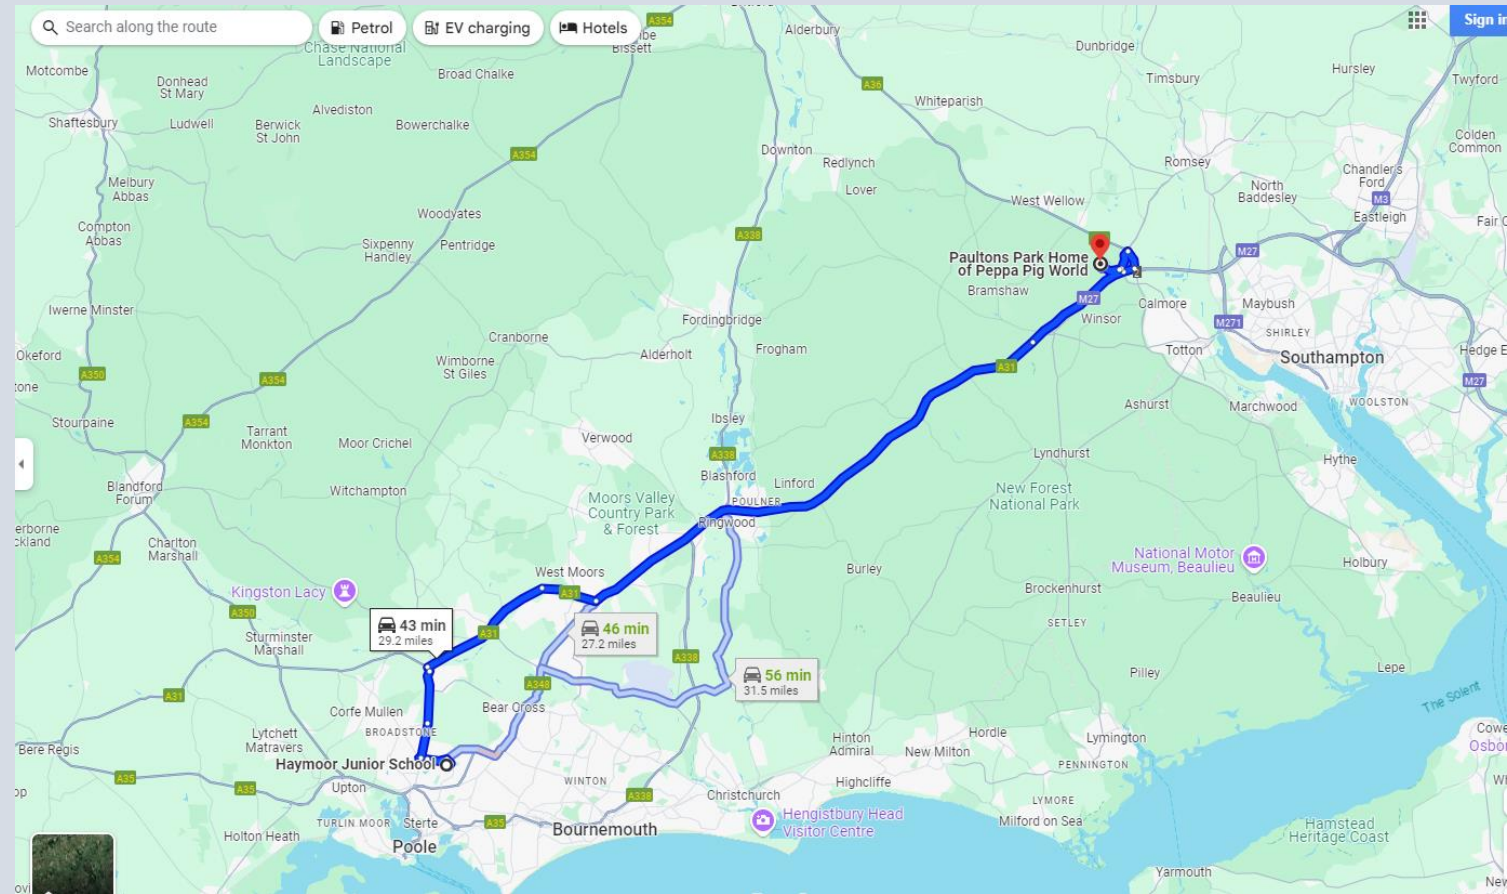 Search along the route
Petrol
EV charging
Hotels
A354
Bissett
Alderbury
Sign in
Chase National
Landscape
Motcombe
Donhead
St Mary
Broad Chalke
Dunbridge
Timsbury
Hursley
Twyford
A36
Whiteparish
Shaftesbury
Ludwell
Alvediston
Berwick
St John
Bowerchalke
A354
Downton
Redlynch
Lover
Romsey
Colden
Common
Chandler's
Ford
M3
Eastleigh
Melbury
Abbas
North
Baddesley
West Wellow
Woodyates
Compton
Abbas
Sixpenny
Handley
Pentridge
A338
Fair
M27
Paultons Park Home
of Peppa Pig World
Bramshaw
M27
Calmore
Winsor
Maybush
M271
SHIRLEY
Iwerne Minster
Fordingbridge
Cranborne
Alderholt
Frogham
Totton
Southampton
Hedge E
Okeford
A350
A354
Wimborne
St Giles
A31
M27
WOOLSTON
Ashurst
Marchwood
Stourpaine
A354
Tarrant
Monkton
Moor Crichel
Verwood
Ibsley
A338
Blashford
Linford
Lyndhurst
Hythe
Blandford
Forum
Witchampton
Moors Valley
Country Park
& Forest
POULNER
Ringwood
New Forest
National Park
Charlton
Marshall
A354
West Moors
Burley
National Motor
Museum, Beaulieu
Holbury
Kingston Lacy
A31
Brockenhurst
Beaulieu
A350
43 min
29.2 miles
A31
46 min
27.2 miles
SETLEY
Sturminster
Marshall
A338
56 min
31.5 miles
Pilley
Lepe
A31
A348
The Solent
Corfe Mullen
Bear Cross
BROADSTONE
Lytchett
Matravers
Bere Regis
Haymoor Junior School
Hinton
Admiral
New Milton
Hordle
Lymington
PENNINGTON
A35
A35
Upton
WINTON
A338
Christchurch
Highcliffe
Hengistbury Head
Visitor Centre
LYMORE
Milford on Sea
TURLIN MOOR
Sterte
A35
Holton Heath
Bournemouth
Poole
Hamstead
Heritage Coast
Yarmouth